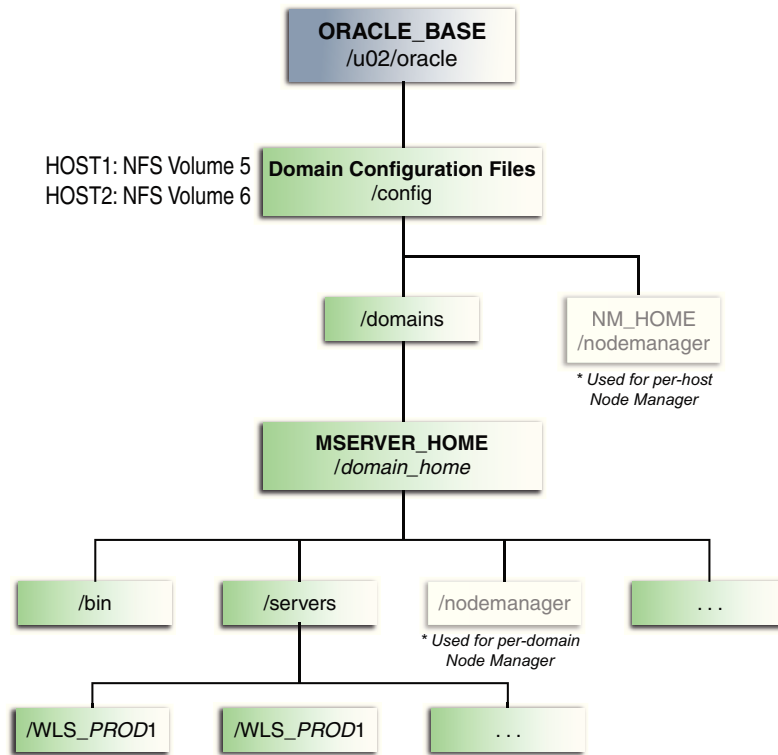 ORACLE_BASE
/u02/oracle
HOST1: NFS Volume 5
HOST2: NFS Volume 6
Domain Configuration Files
/config
/domains
NM_HOME
/nodemanager
* Used for per-host
Node Manager
MSERVER_HOME
/domain_home
/bin
/servers
/nodemanager
. . .
* Used for per-domain
Node Manager
/WLS_PROD1
/WLS_PROD1
. . .